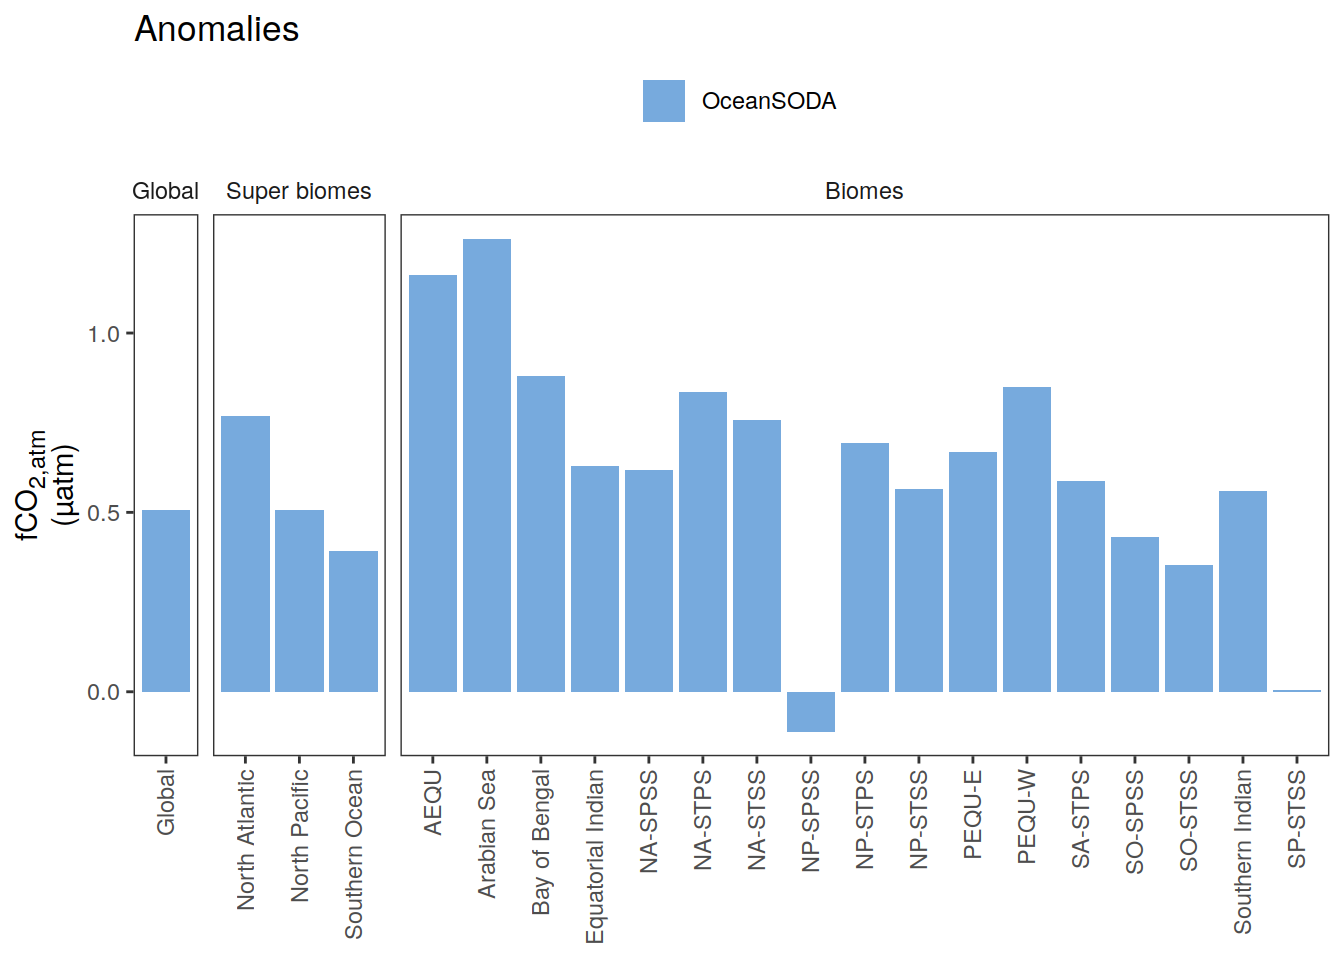 Anomalies
OceanSODA
Global
Super biomes
Biomes
fCO2,atm
(µatm)
1.0
0.5
0.0
Global
North Atlantic
North Pacific
Southern Ocean
AEQU
Arabian Sea
Bay of Bengal
Equatorial Indian
NA-SPSS
NA-STPS
NA-STSS
NP-SPSS
NP-STPS
NP-STSS
PEQU-E
PEQU-W
SA-STPS
SO-SPSS
SO-STSS
Southern Indian
SP-STSS